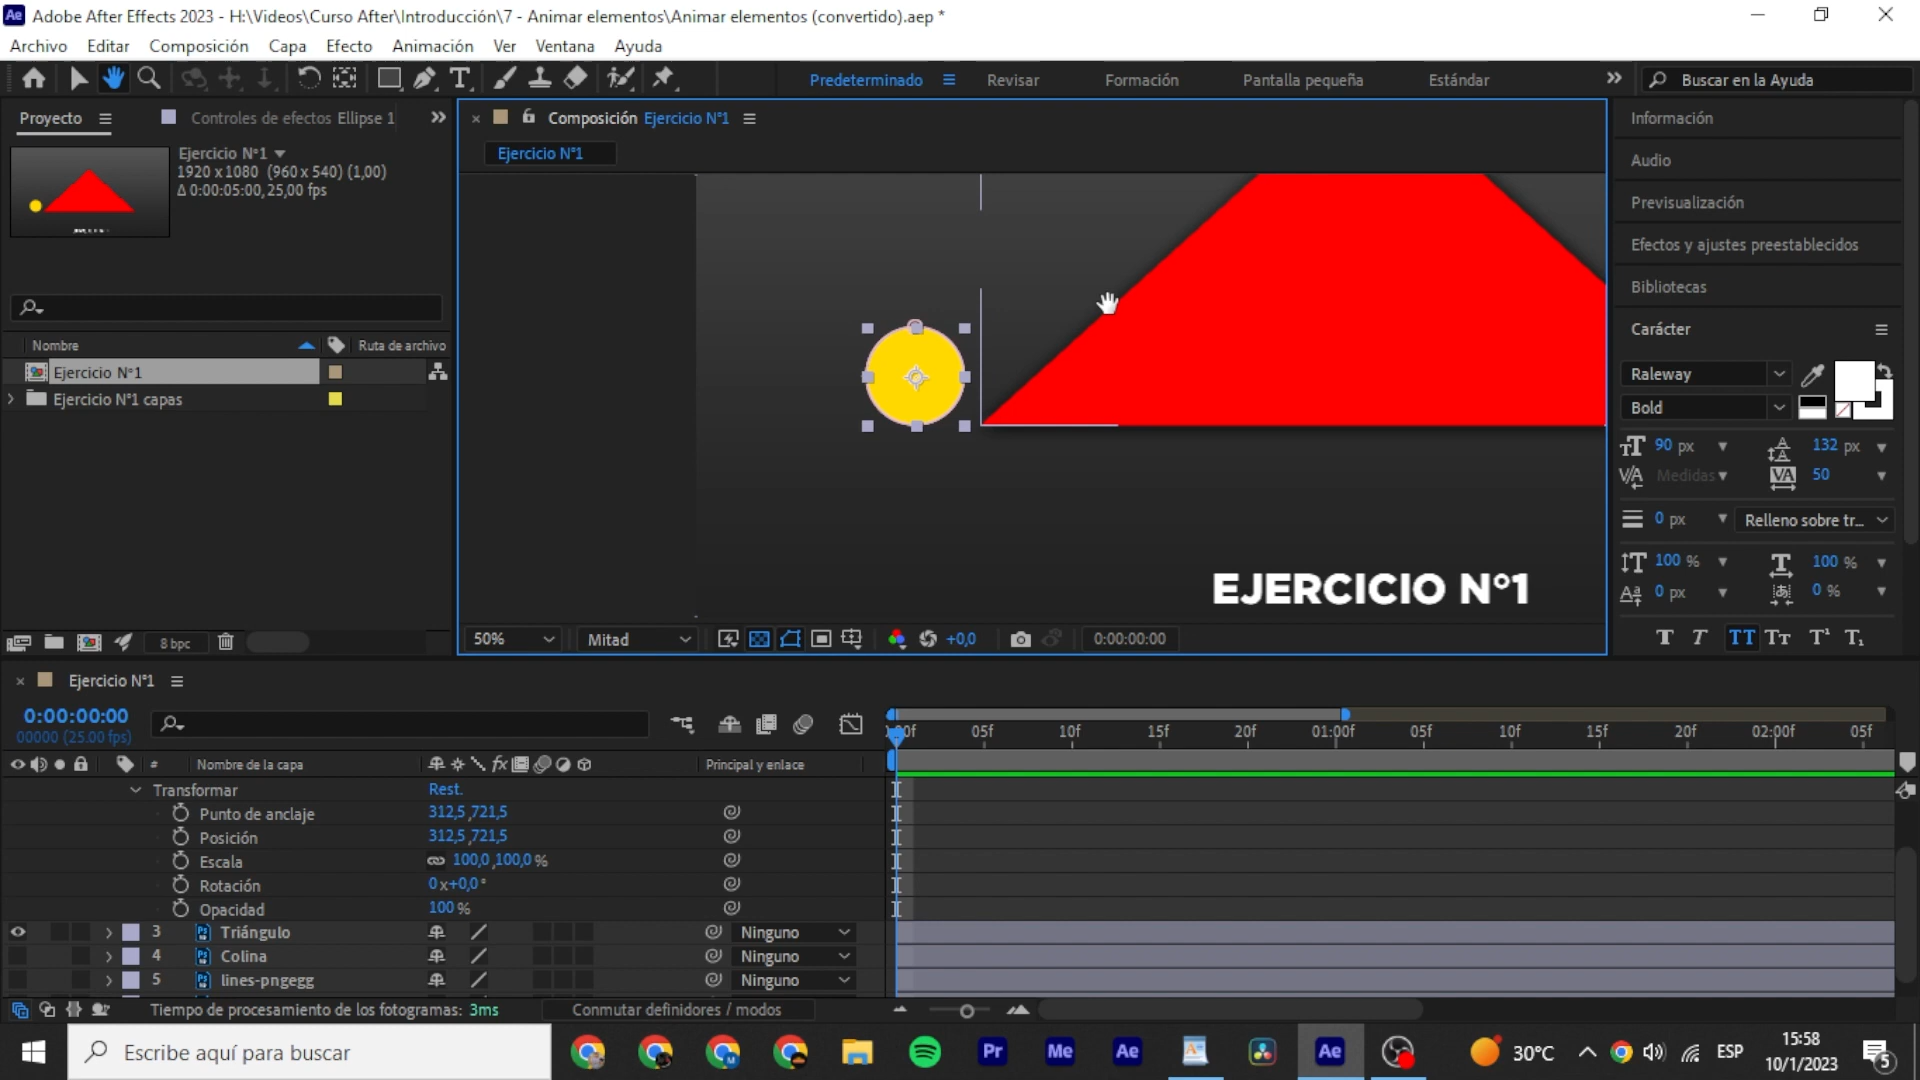 Adobe After Effects 2023 - H:\Videos\Curso After\Introducción\7 - Animar elementos\Animar elementos (convertido).aep *
Archivo Editar Composición Capa Efecto Animación Ver Ventana Ayuda
Predeterminado Revisar Formación Pantalla pequeña Estándar Buscar en la Ayuda
Proyecto Controles de efectos Ellipse 1
Ejercicio N°1
1920 x 1080 (960 x 540) (1,00)
Δ 0:00:05:00, 25,00 fps
Nombre Ruta de archivo
Ejercicio N°1
Ejercicio N°1 capas
8 bpc
Composición Ejercicio N°1
Ejercicio N°1
EJERCICIO N°1
50% Mitad +0,0 0:00:00:00
Información
Audio
Previsualización
Efectos y ajustes preestablecidos
Bibliotecas
Carácter
Raleway
Bold
90 px 132 px
Medidas 50
0 px Relleno sobre tr...
100 % 100 %
0 px 0 %
Ejercicio N°1
0:00:00:00
00000 (25.00 fps)
:00f 05f 10f 15f 20f 01:00f 05f 10f 15f 20f 02:00f 05f
# Nombre de la capa Principal y enlace
Transformar Rest.
Punto de anclaje 312,5 ,721,5
Posición 312,5 ,721,5
Escala 100,0 ,100,0 %
Rotación 0 x+0,0 °
Opacidad 100 %
3 Triángulo Ninguno
4 Colina Ninguno
5 lines-pngegg Ninguno
Tiempo de procesamiento de los fotogramas: 3ms Conmutar definidores / modos
Escribe aquí para buscar
Pr Me Ae Ae
30°C ESP
15:58
10/1/2023
5